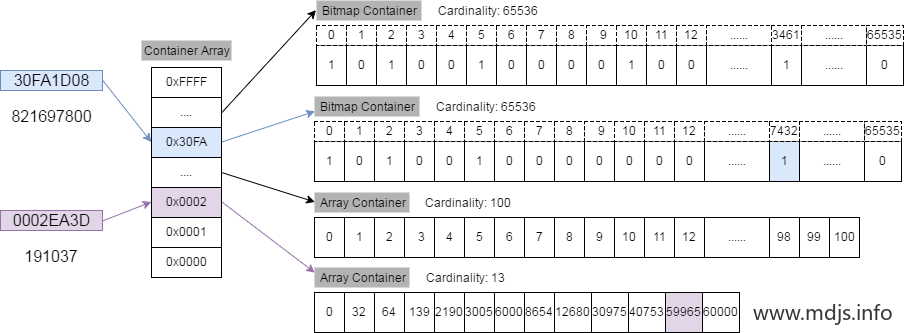 Bitmap Container Cardinality: 65536
0 1 2 3 4 5 6 7 8 9 10 11 12 ...... 3461 ...... 65535
1 0 1 0 0 1 0 0 0 0 1 0 0 ...... 1 ...... 0
Container Array
0xFFFF
....
0x30FA
....
0x0002
0x0001
0x0000
30FA1D08
821697800
0002EA3D
191037
Bitmap Container Cardinality: 65536
0 1 2 3 4 5 6 7 8 9 10 11 12 ...... 7432 ...... 65535
1 0 1 0 0 1 0 0 0 0 0 0 0 ...... 1 ...... 0
Array Container Cardinality: 100
0 1 2 3 4 5 6 7 8 9 10 11 12 ...... 98 99 100
Array Container Cardinality: 13
0 32 64 139 2190 3005 6000 8654 12680 30975 40753 59965 60000
www.mdjs.info